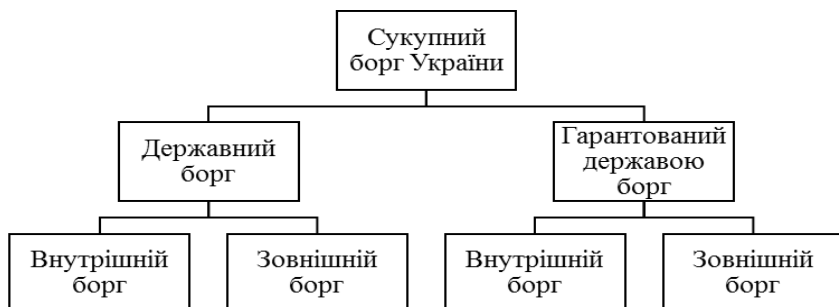 Сукупний
борг України
Державний
борг
Гарантований
державою
борг
Внутрішній
борг
Зовнішній
борг
Внутрішній
борг
Зовнішній
борг